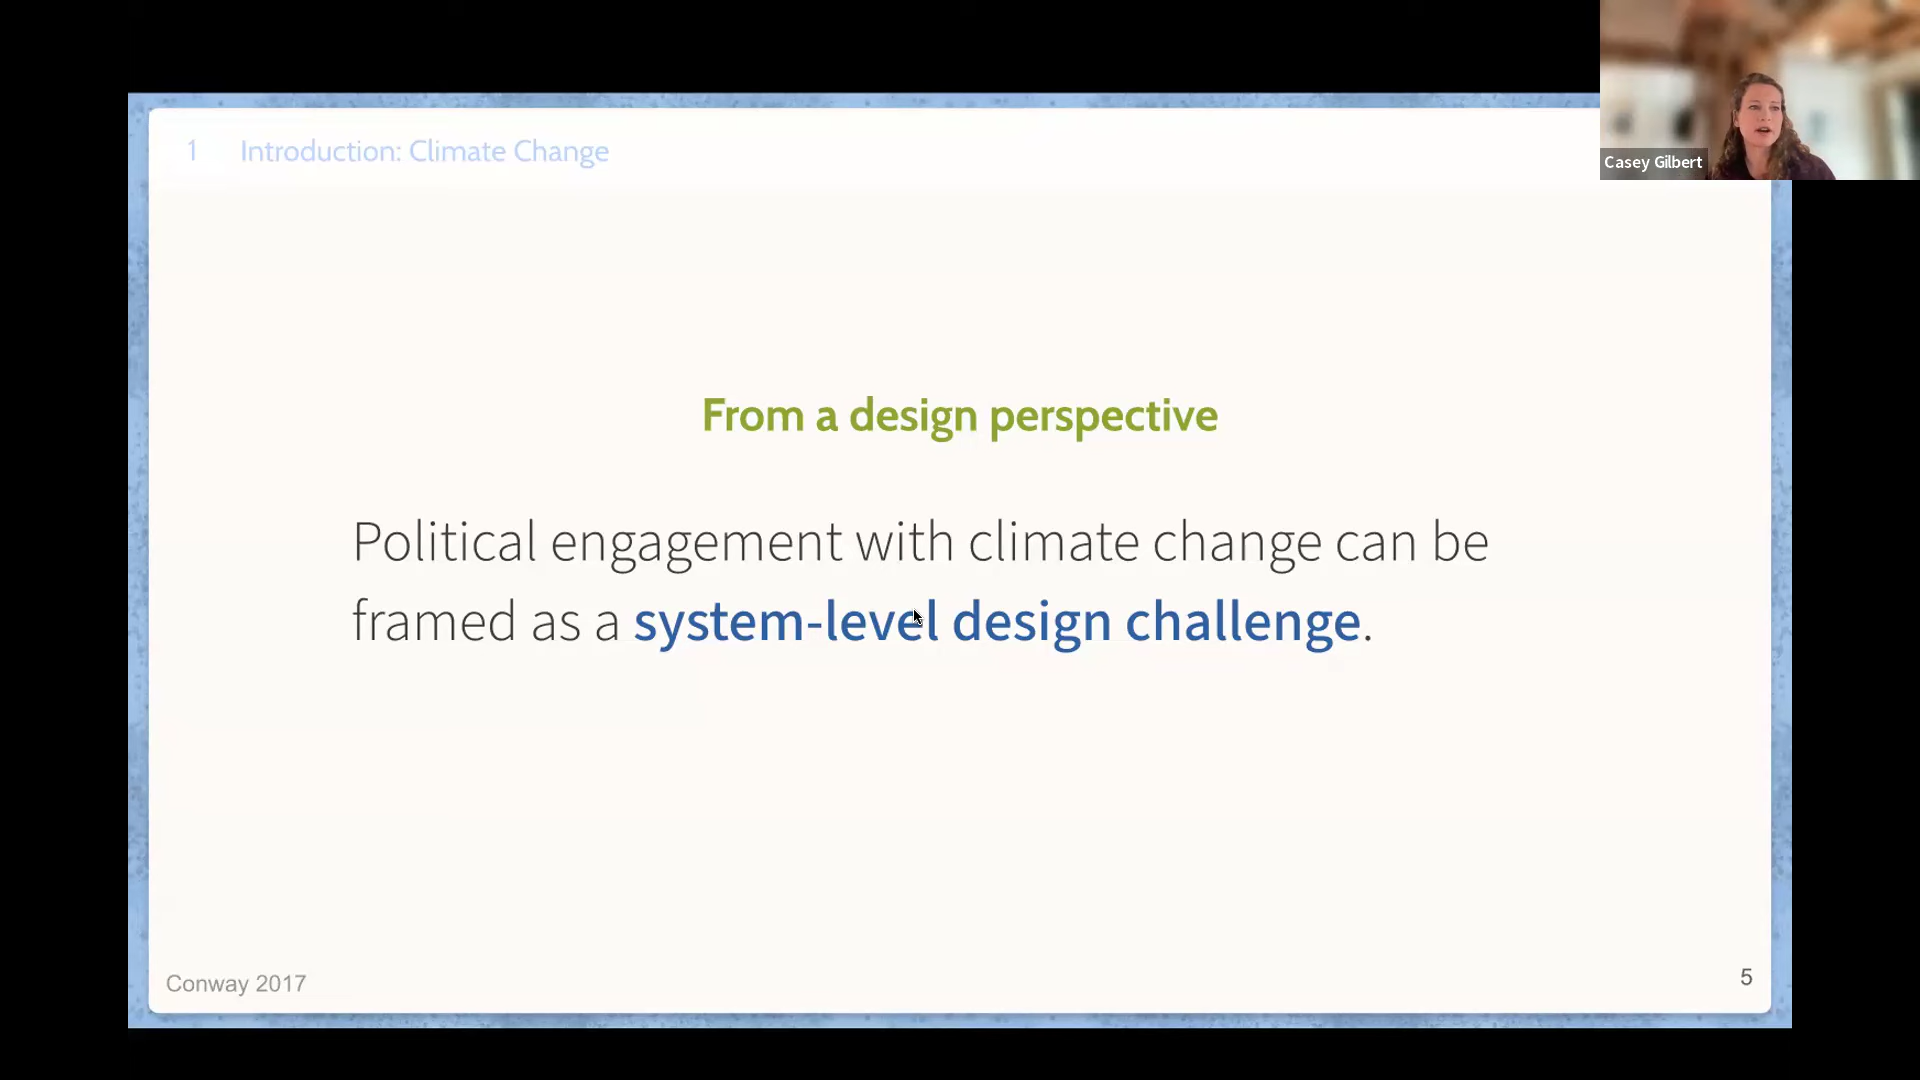 1 Introduction: Climate Change
Casey Gilbert
From a design perspective
Political engagement with climate change can be
framed as a system-level design challenge.
Conway 2017
5